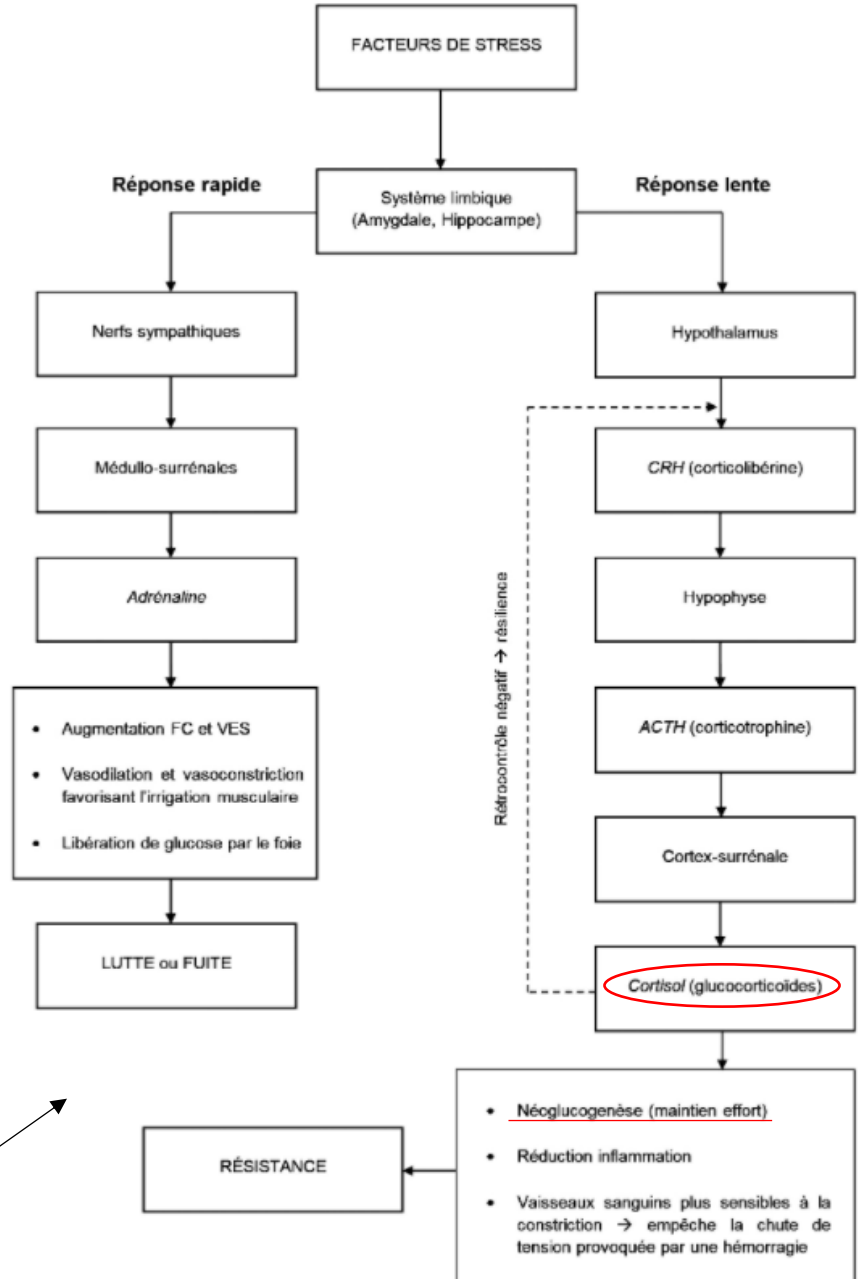 FACTEURS DE STRESS
Réponse rapide
Réponse lente
Système limbique
(Amygdale, Hippocampe)
Nerfs sympathiques
Médullo-surrénales
Adrénaline
• Augmentation FC et VES
• Vasodilation et vasoconstriction
favorisant l'irrigation musculaire
• Libération de glucose par le foie
LUTTE ou FUITE
Hypothalamus
CRH (corticolibérine)
Hypophyse
ACTH (corticotrophine)
Cortex-surrénale
Cortisol (glucocorticoïdes)
Rétrocontrôle négatif → résilience
• Néoglucogenèse (maintien effort)
• Réduction inflammation
• Vaisseaux sanguins plus sensibles à la
constriction → empêche la chute de
tension provoquée par une hémorragie
RÉSISTANCE